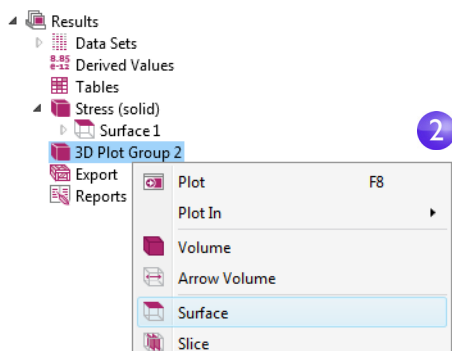 Results
Data Sets
8.85
e-12 Derived Values
Tables
Stress (solid)
Surface 1
2
3D Plot Group 2
Export
Plot F8
Reports
Plot In
Volume
Arrow Volume
Surface
Slice